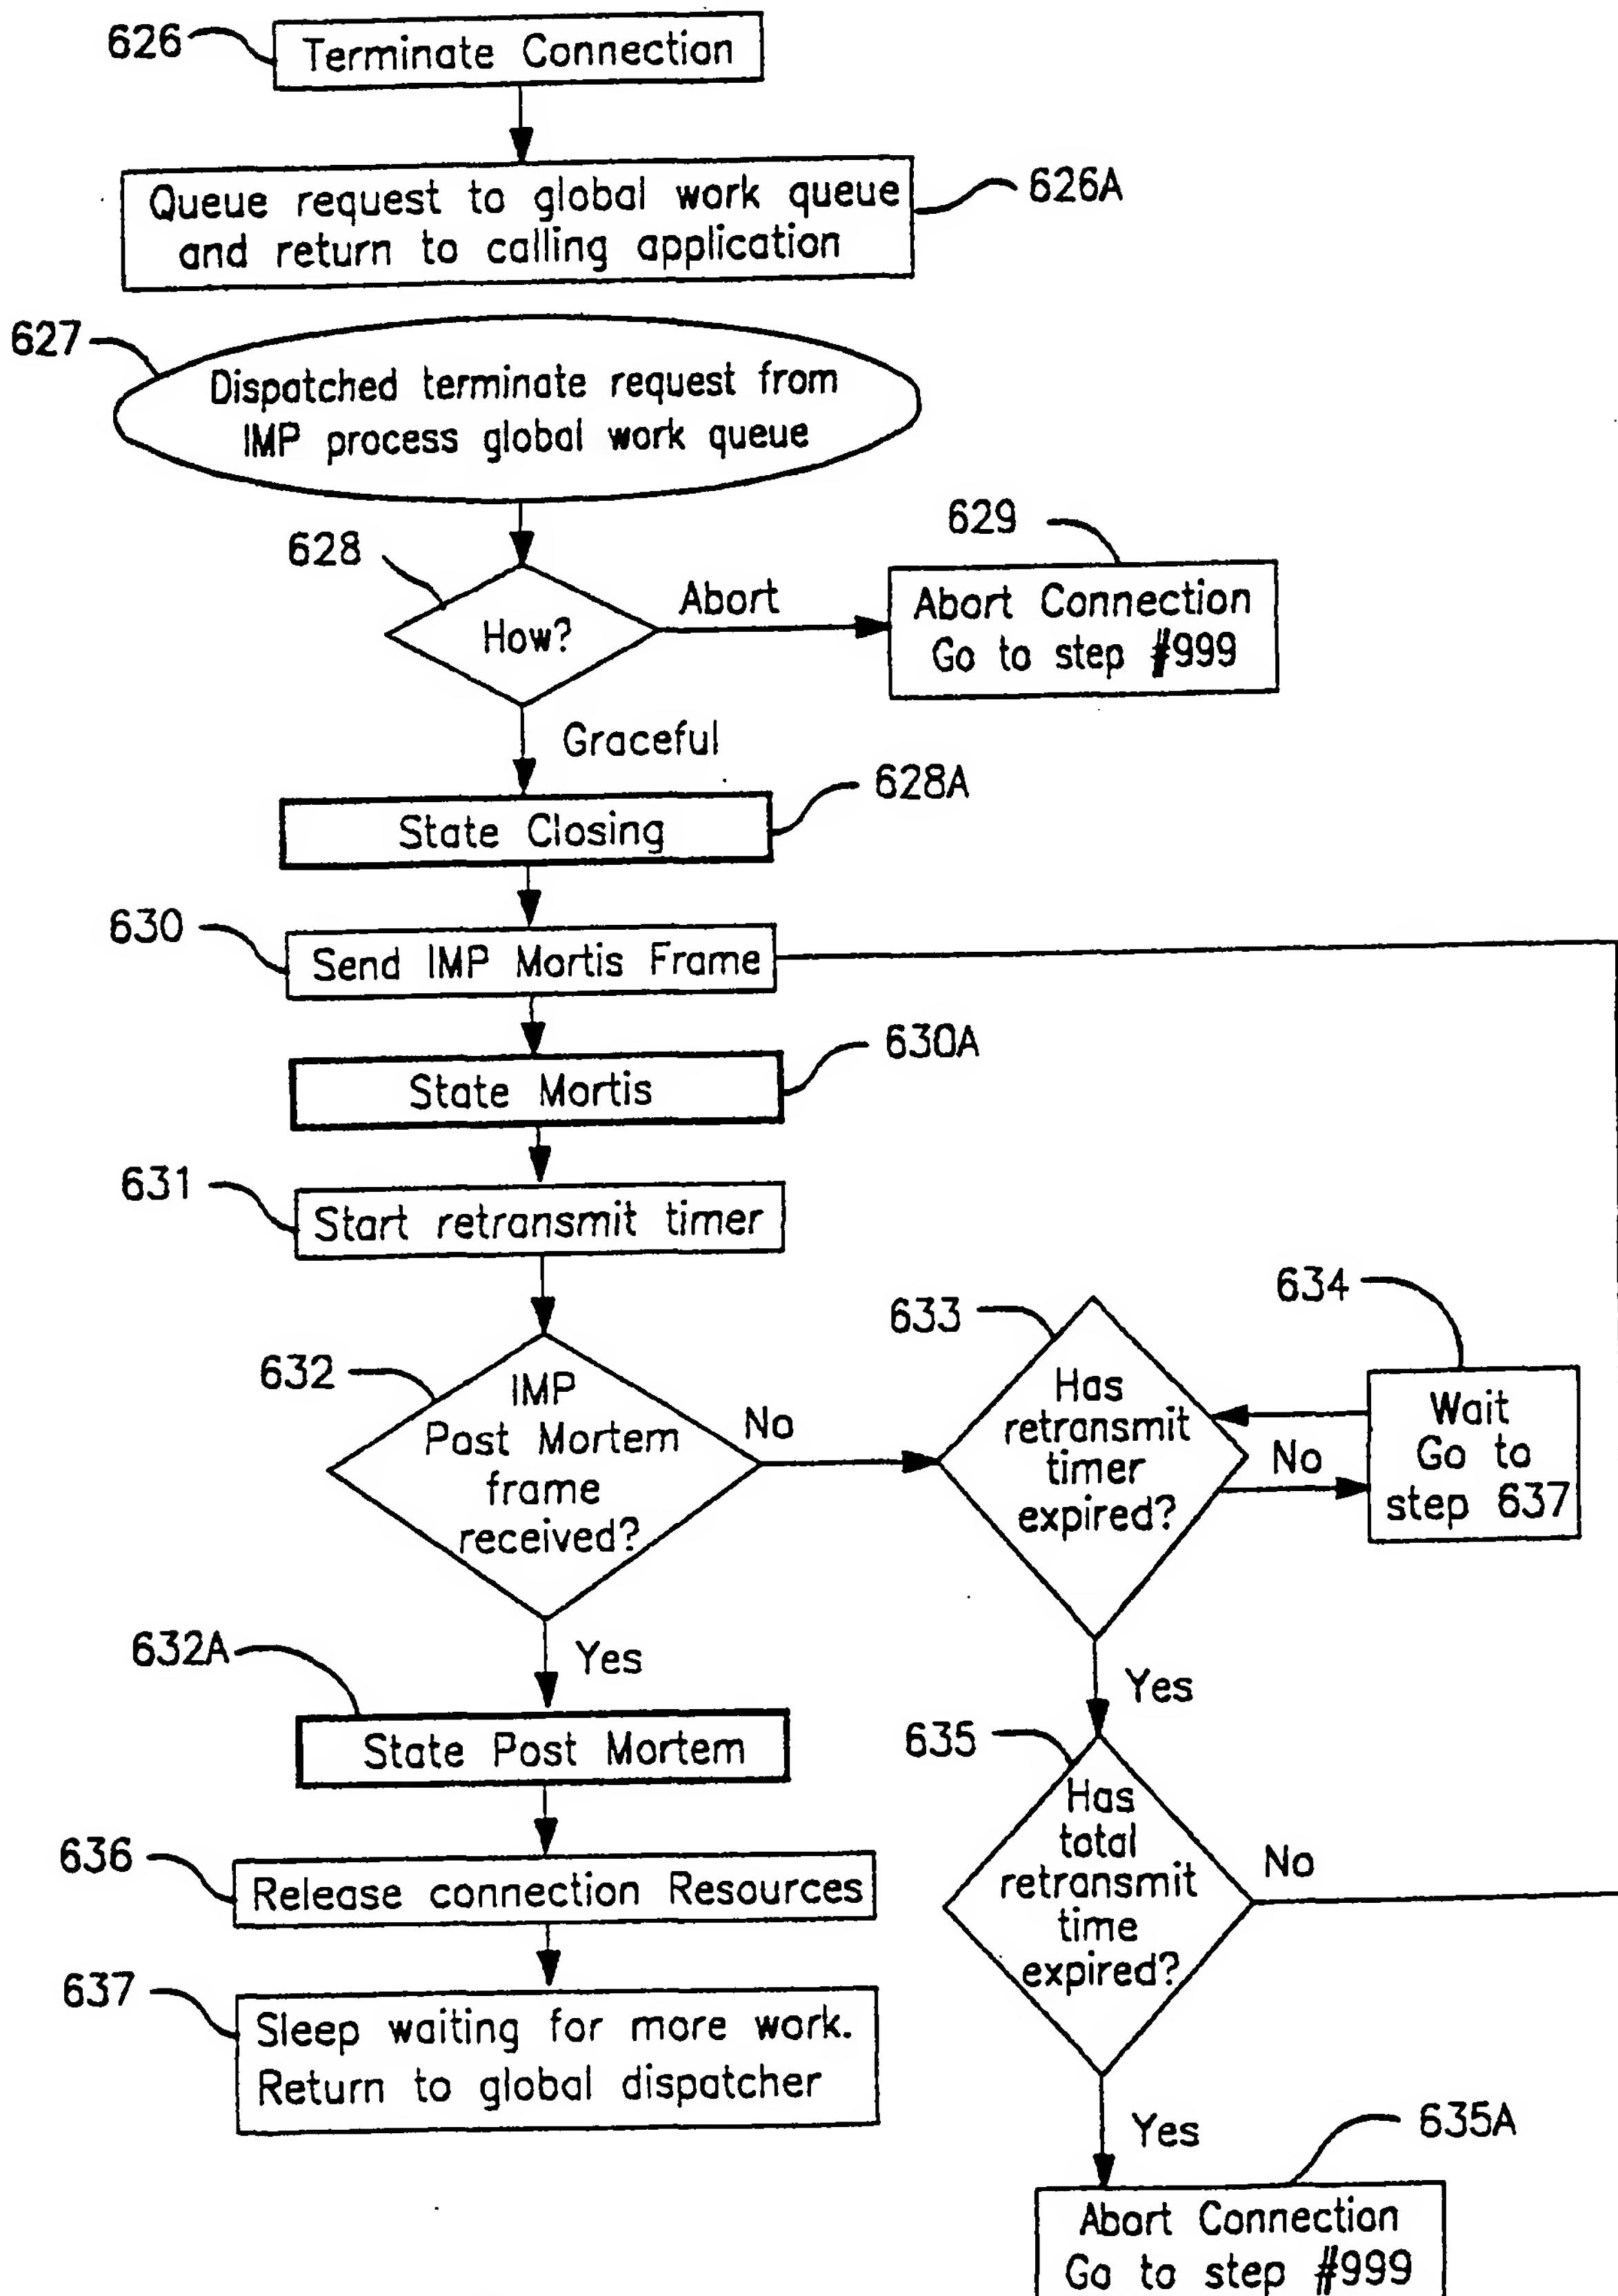 626
Terminate Connection
Queue request to global work queue
and return to calling application
626A
627
Dispatched terminate request from
IMP process global work queue
628
How?
Abort
629
Abort Connection
Go to step #999
Graceful
628A
State Closing
630
Send IMP Mortis Frame
630A
State Mortis
631
Start retransmit timer
632
IMP
Post Mortem
frame
received?
No
633
Has
retransmit
timer
expired?
No
634
Wait
Go to
step 637
Yes
632A
State Post Mortem
Yes
635
Has
total
retransmit
time
expired?
No
636
Release connection Resources
637
Sleep waiting for more work.
Return to global dispatcher
Yes
635A
Abort Connection
Go to step #999